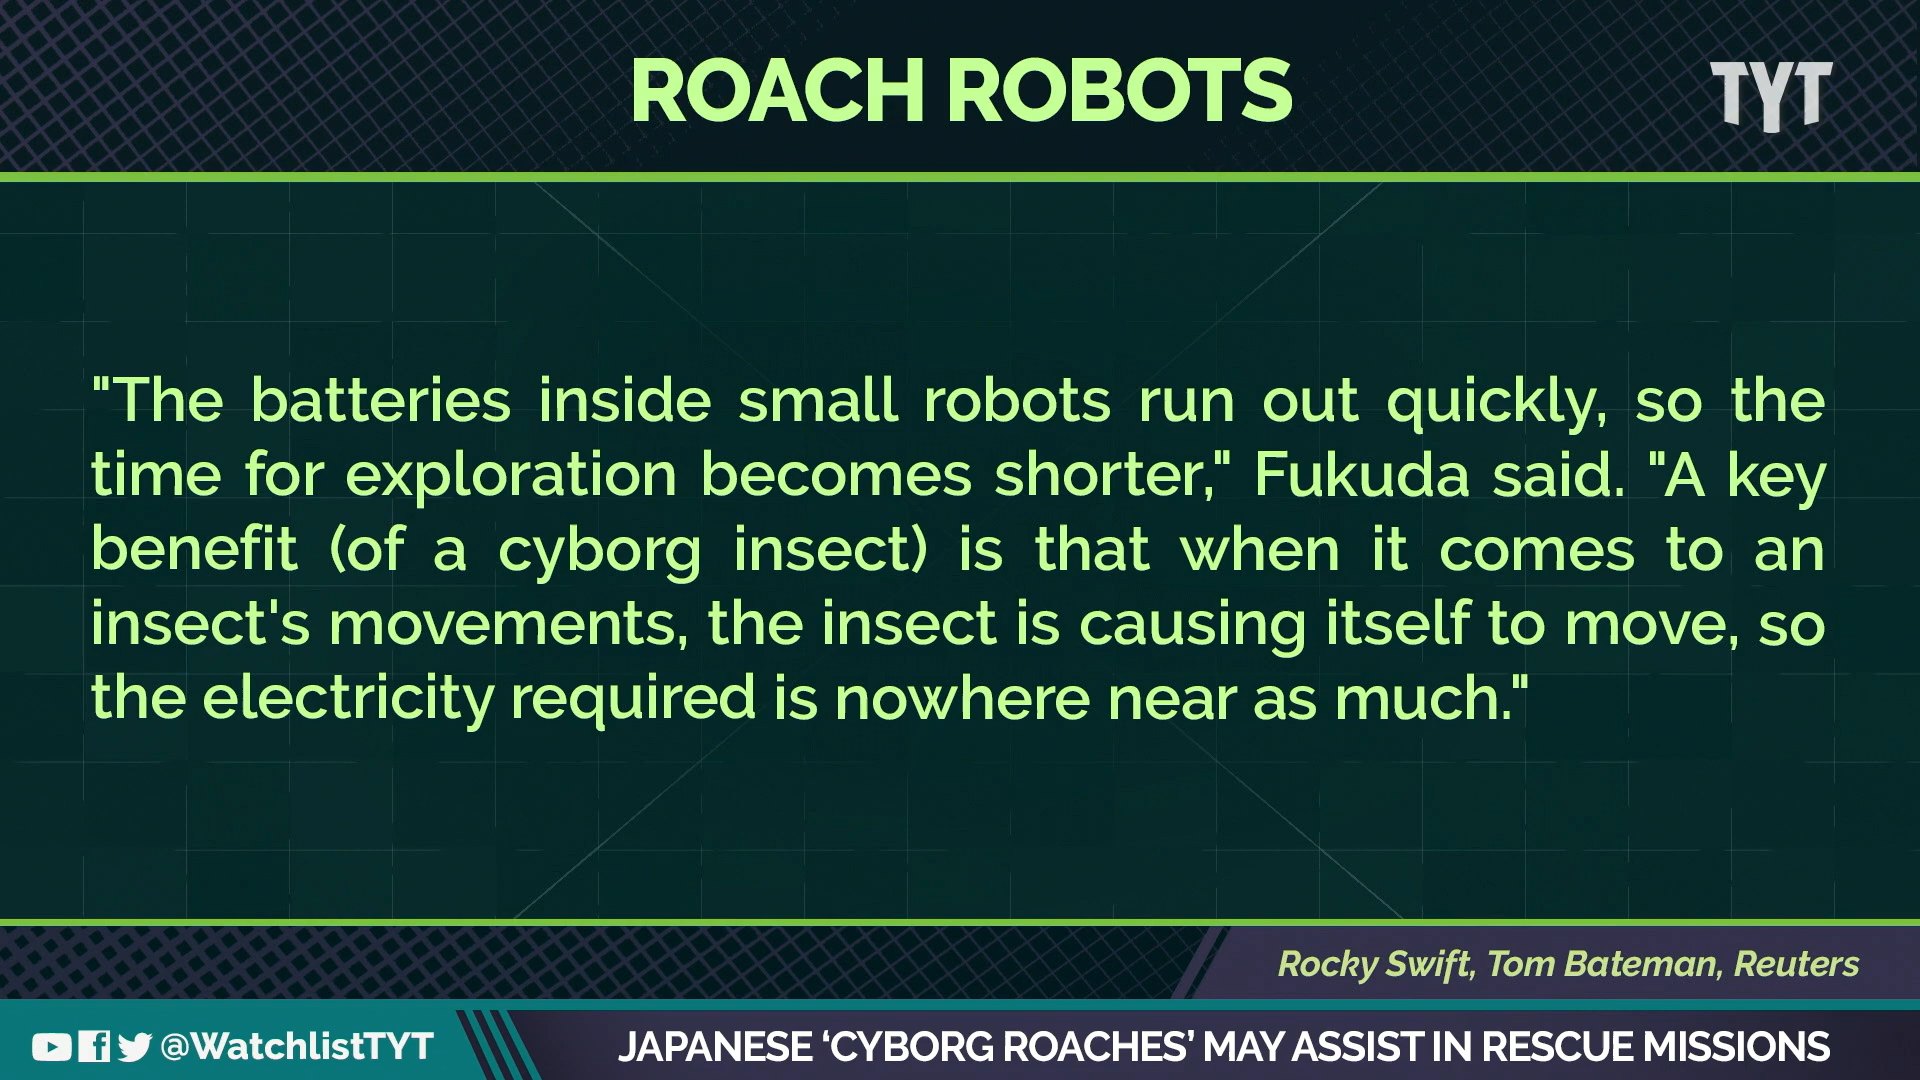 ROACH ROBOTS
TYT
"The batteries inside small robots run out quickly, so the
time for exploration becomes shorter," Fukuda said. "A key
benefit (of a cyborg insect) is that when it comes to an
insect's movements, the insect is causing itself to move, so
the electricity required is nowhere near as much."
Rocky Swift, Tom Bateman, Reuters
@WatchlistTYT
JAPANESE ‘CYBORG ROACHES’ MAY ASSIST IN RESCUE MISSIONS